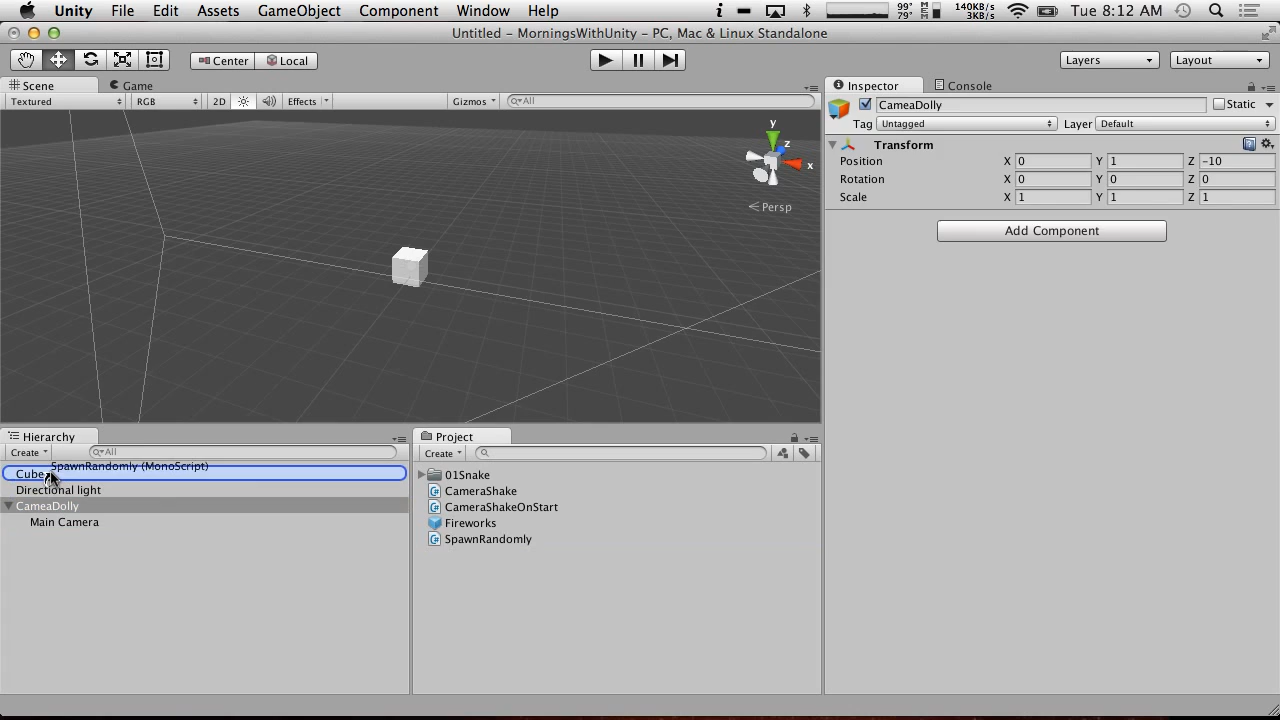 Unity File Edit Assets GameObject Component Window Help 99° 79° MEM 140KB/s 3KB/s Tue 8:12 AM
Untitled – MorningsWithUnity – PC, Mac & Linux Standalone
Center Local Layers Layout
Scene Game
Textured RGB 2D Effects Gizmos All
y
z
x
Persp
Inspector Console
CameaDolly Static
Tag Untagged Layer Default
Transform
Position X 0 Y 1 Z -10
Rotation X 0 Y 0 Z 0
Scale X 1 Y 1 Z 1
Add Component
Hierarchy
Create All
SpawnRandomly (MonoScript)
Cube
Directional light
CameaDolly
Main Camera
Project
Create
01Snake
CameraShake
CameraShakeOnStart
Fireworks
SpawnRandomly